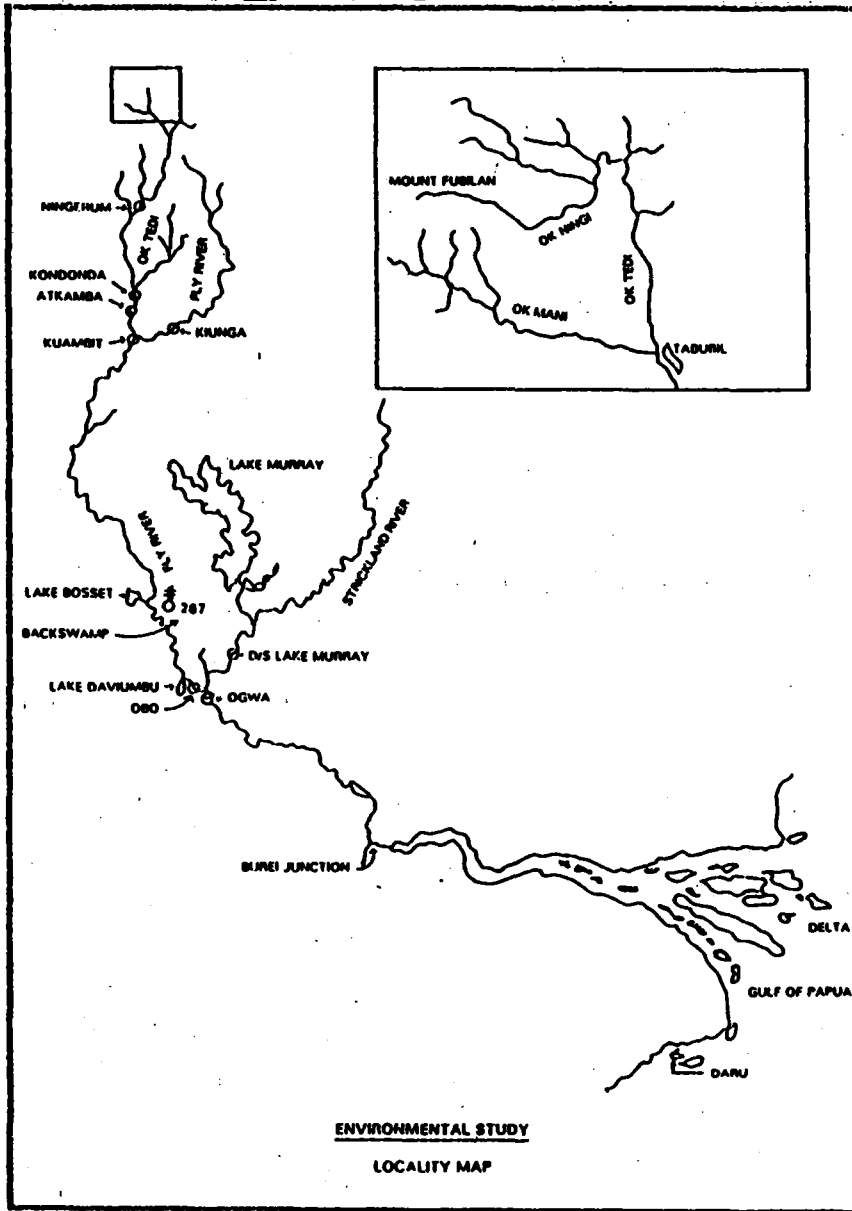 MOUNT FUBILAN
OK NINGI
OK TEDI
OK MANI
TABUBIL
NINGERUM
OK TEDI
FLY RIVER
KONDONDA
ATKAMBA
KUAMBIT
KIUNGA
LAKE MURRAY
STRICKLAND RIVER
FLY RIVER
LAKE BOSSET
287
BACKSWAMP
D/S LAKE MURRAY
LAKE DAVIUMBU
OBO
OGWA
BUREI JUNCTION
DELTA
GULF OF PAPUA
DARU
ENVIRONMENTAL STUDY
LOCALITY MAP